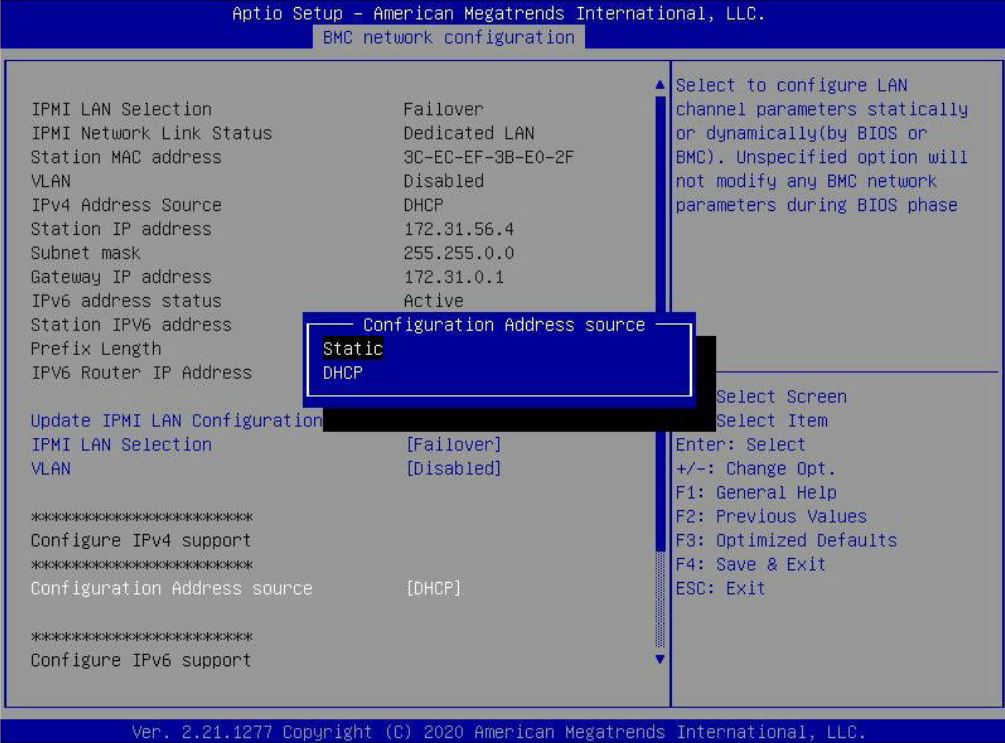 Aptio Setup – American Megatrends International, LLC.
BMC network configuration
IPMI LAN Selection Failover
IPMI Network Link Status Dedicated LAN
Station MAC address 3C-EC-EF-3B-E0-2F
VLAN Disabled
IPv4 Address Source DHCP
Station IP address 172.31.56.4
Subnet mask 255.255.0.0
Gateway IP address 172.31.0.1
IPv6 address status Active
Station IPV6 address
Prefix Length
IPV6 Router IP Address
Configuration Address source
Static
DHCP
Update IPMI LAN Configuration
IPMI LAN Selection [Failover]
VLAN [Disabled]
**********************
Configure IPv4 support
**********************
Configuration Address source [DHCP]
**********************
Configure IPv6 support
Select to configure LAN
channel parameters statically
or dynamically(by BIOS or
BMC). Unspecified option will
not modify any BMC network
parameters during BIOS phase
Select Screen
Select Item
Enter: Select
+/-: Change Opt.
F1: General Help
F2: Previous Values
F3: Optimized Defaults
F4: Save & Exit
ESC: Exit
Ver. 2.21.1277 Copyright (C) 2020 American Megatrends International, LLC.